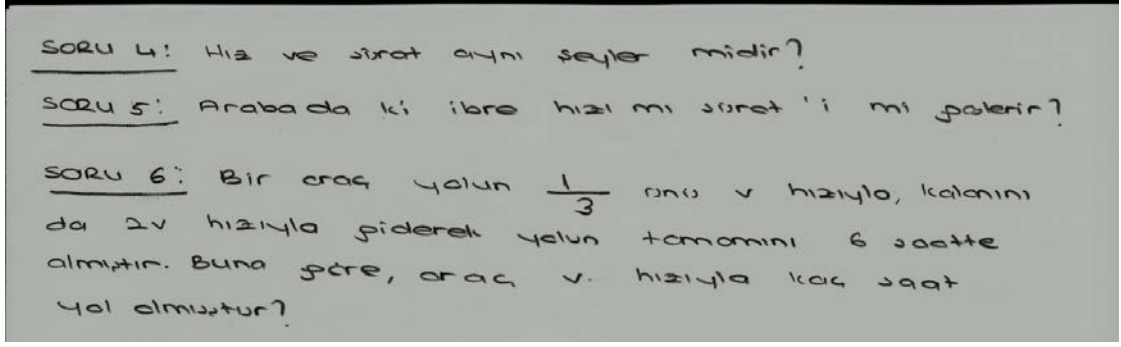 SORU 4: Hız ve sürat aynı şeyler midir?
SORU 5: Araba da ki ibre hızı mı sürat 'i mi gösterir?
SORU 6: Bir araç yolun 1/3 ünü v hızıyla, kalanını
da 2v hızıyla giderek yolun tamamını 6 saatte
almıştır. Buna göre, araç v. hızıyla kaç saat
yol almıştır?